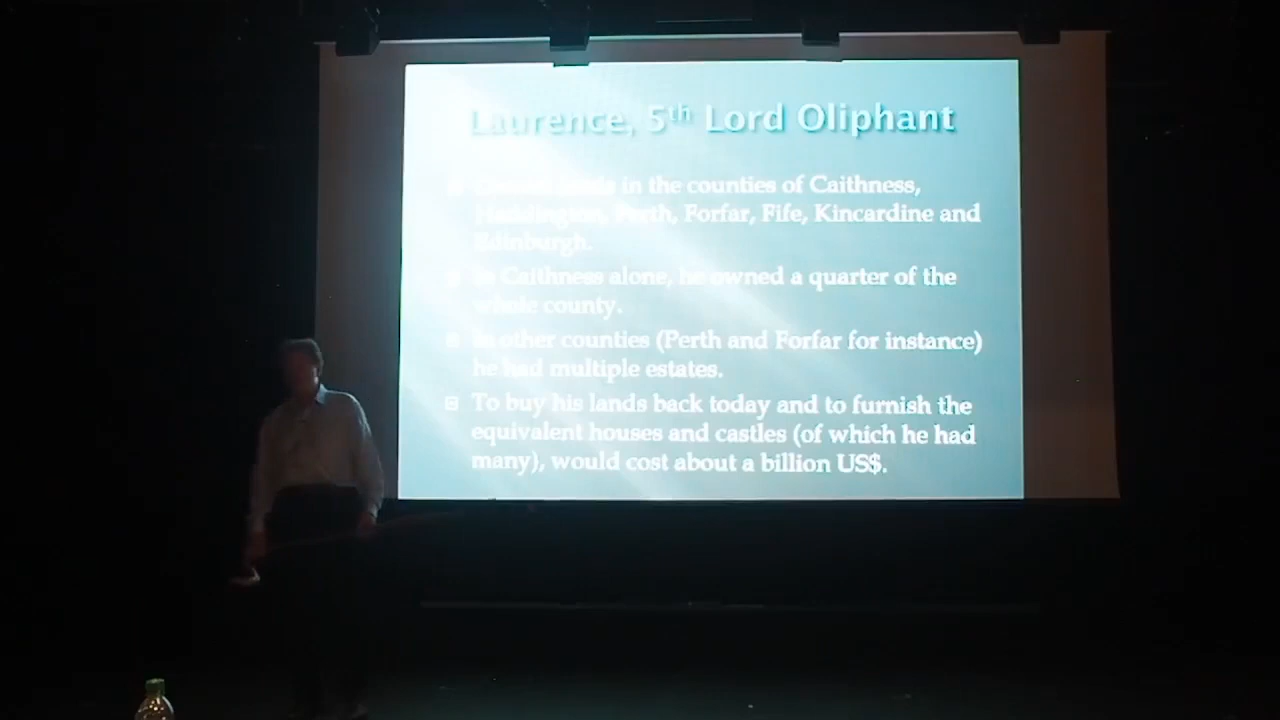 Laurence, 5th Lord Oliphant
in the counties of Caithness,
Haddington, Perth, Forfar, Fife, Kincardine and
Edinburgh.
In Caithness alone, he owned a quarter of the
whole county.
In other counties (Perth and Forfar for instance)
he had multiple estates.
To buy his lands back today and to furnish the
equivalent houses and castles (of which he had
many), would cost about a billion US$.